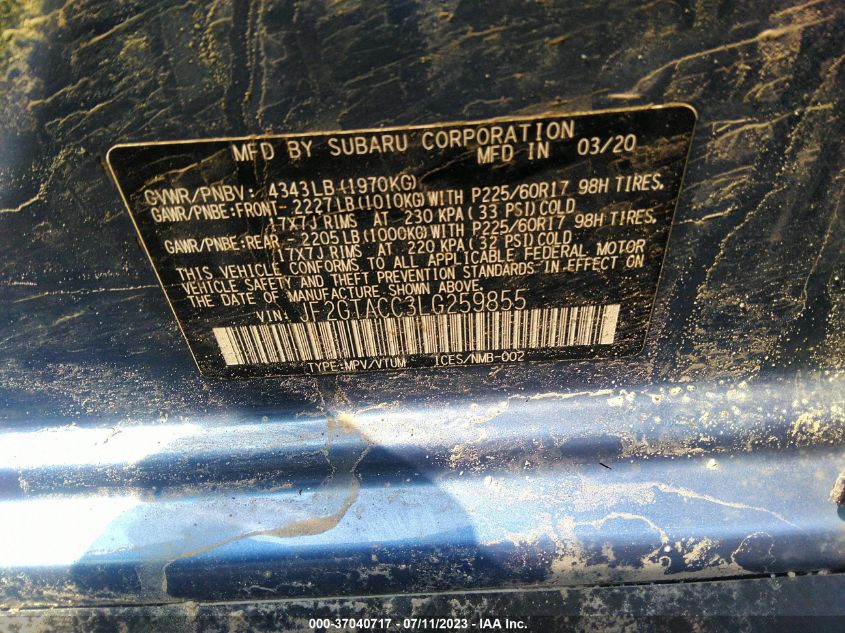 MFD BY SUBARU CORPORATION
MFD IN 03/20
GVWR/PNBV: 4343LB(1970KG)
GAWR/PNBE:FRONT-2227LB(1010KG)WITH P225/60R17 98H TIRES,
17X7J RIMS AT 230 KPA(33 PSI)COLD
GAWR/PNBE:REAR -2205LB(1000KG)WITH P225/60R17 98H TIRES,
17X7J RIMS AT 220 KPA(32 PSI)COLD
THIS VEHICLE CONFORMS TO ALL APPLICABLE FEDERAL MOTOR
VEHICLE SAFETY AND THEFT PREVENTION STANDARDS IN EFFECT ON
THE DATE OF MANUFACTURE SHOWN ABOVE.
VIN: JF2GTACC3LG259855
TYPE:MPV/VTUM ICES/NMB-002
000-37040717 - 07/11/2023 - IAA Inc.